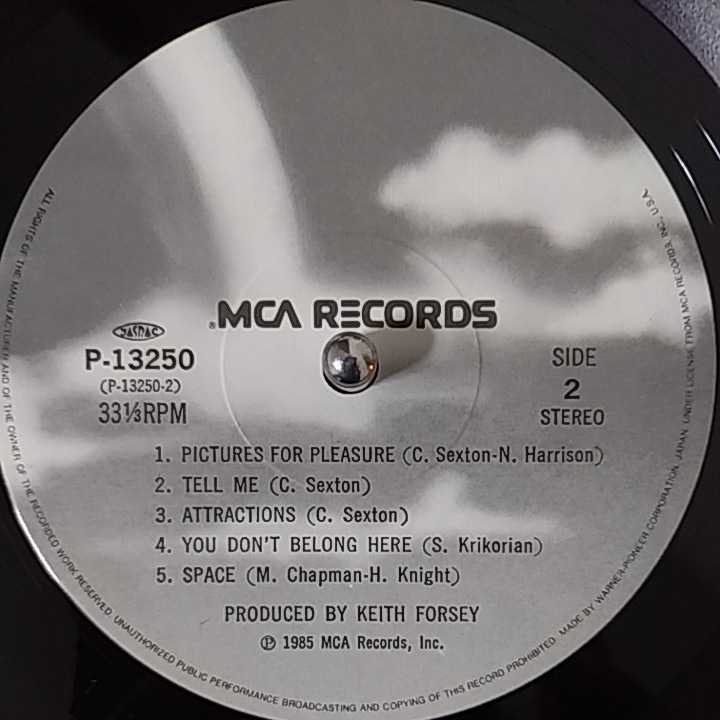 ® MCA RECORDS
JASRAC
P-13250
(P-13250-2)
33⅓RPM
SIDE
2
STEREO
1. PICTURES FOR PLEASURE (C. Sexton-N. Harrison)
2. TELL ME (C. Sexton)
3. ATTRACTIONS (C. Sexton)
4. YOU DON'T BELONG HERE (S. Krikorian)
5. SPACE (M. Chapman-H. Knight)
PRODUCED BY KEITH FORSEY
℗ 1985 MCA Records, Inc.
ALL RIGHTS OF THE MANUFACTURER AND OF THE OWNER OF THE RECORDED WORK RESERVED. UNAUTHORIZED PUBLIC PERFORMANCE BROADCASTING AND COPYING OF THIS RECORD PROHIBITED. MADE BY WARNER-PIONEER CORPORATION, JAPAN, UNDER LICENSE FROM MCA RECORDS, INC., U.S.A.